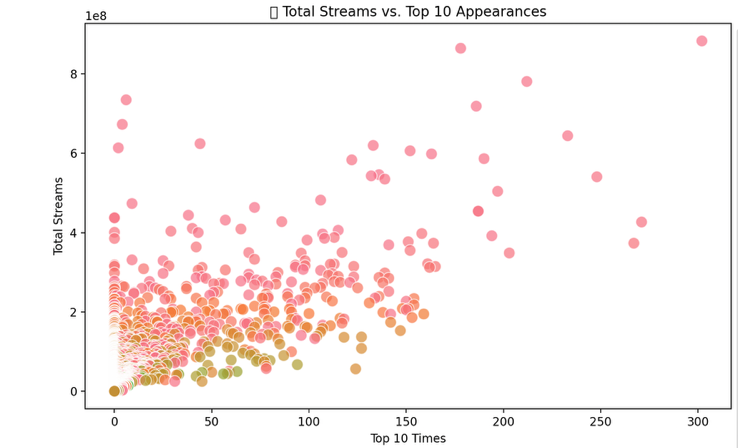 1e8
▯ Total Streams vs. Top 10 Appearances
8
6
4
2
0
Total Streams
0 50 100 150 200 250 300
Top 10 Times